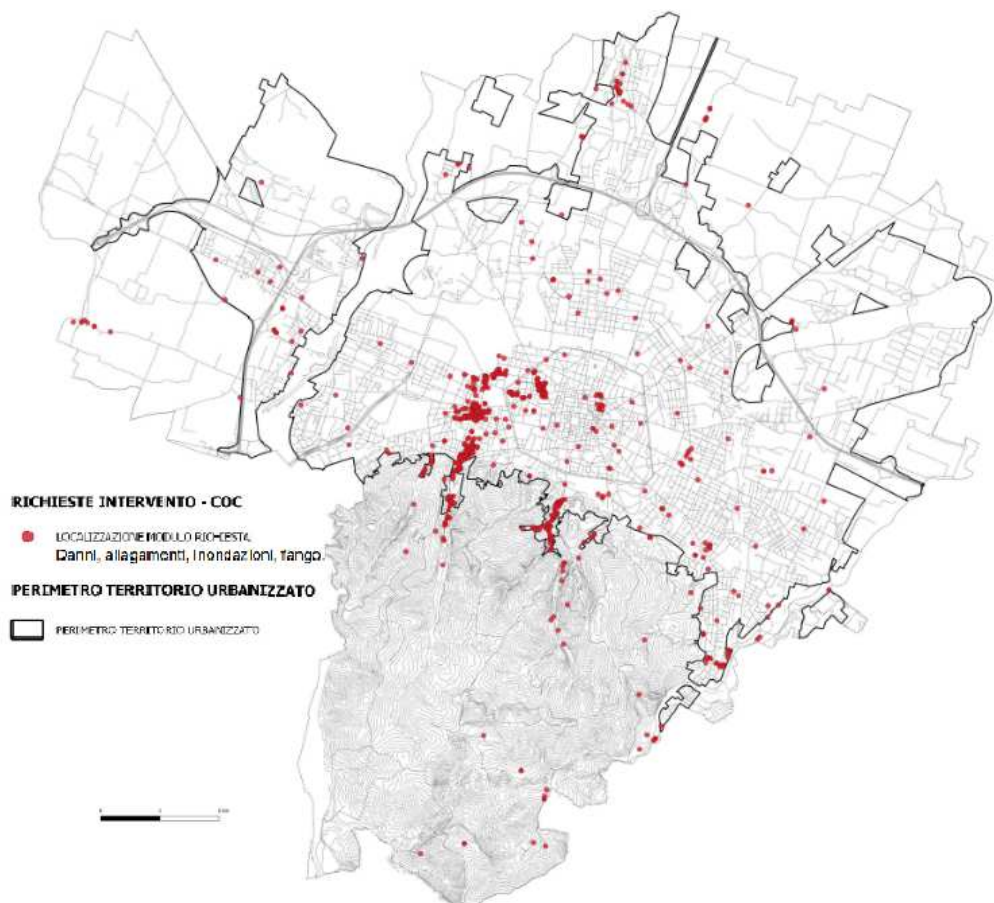 RICHIESTE INTERVENTO - COC
LOCALIZZAZIONE MODULO RICHIESTA
Danni, allagamenti, inondazioni, fango.
PERIMETRO TERRITORIO URBANIZZATO
PERIMETRO TERRITORIO URBANIZZATO